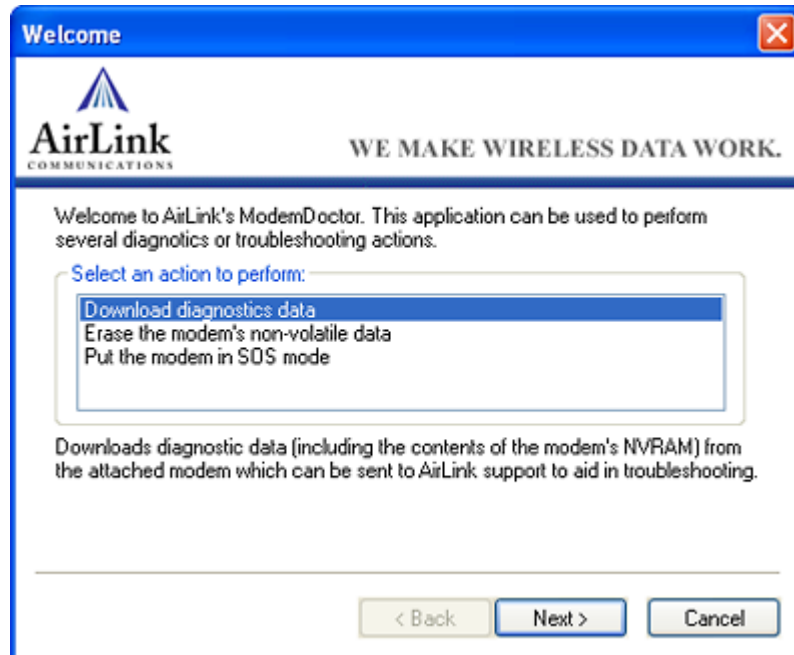 Welcome
AirLink
COMMUNICATIONS
WE MAKE WIRELESS DATA WORK.
Welcome to AirLink's ModemDoctor. This application can be used to perform
several diagnotics or troubleshooting actions.
Select an action to perform:
Download diagnostics data
Erase the modem's non-volatile data
Put the modem in SOS mode
Downloads diagnostic data (including the contents of the modem's NVRAM) from
the attached modem which can be sent to AirLink support to aid in troubleshooting.
< Back
Next >
Cancel